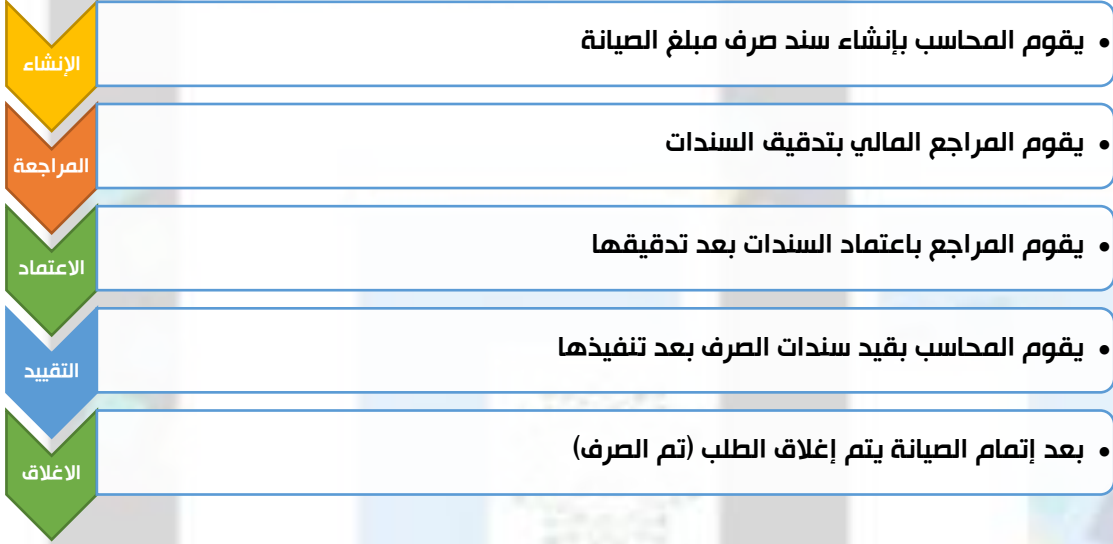 الإنشاء
• يقوم المحاسب بإنشاء سند صرف مبلغ الصيانة
المراجعة
• يقوم المراجع المالي بتدقيق السندات
الاعتماد
• يقوم المراجع باعتماد السندات بعد تدقيقها
التقييد
• يقوم المحاسب بقيد سندات الصرف بعد تنفيذها
الاغلاق
• بعد إتمام الصيانة يتم إغلاق الطلب (تم الصرف)